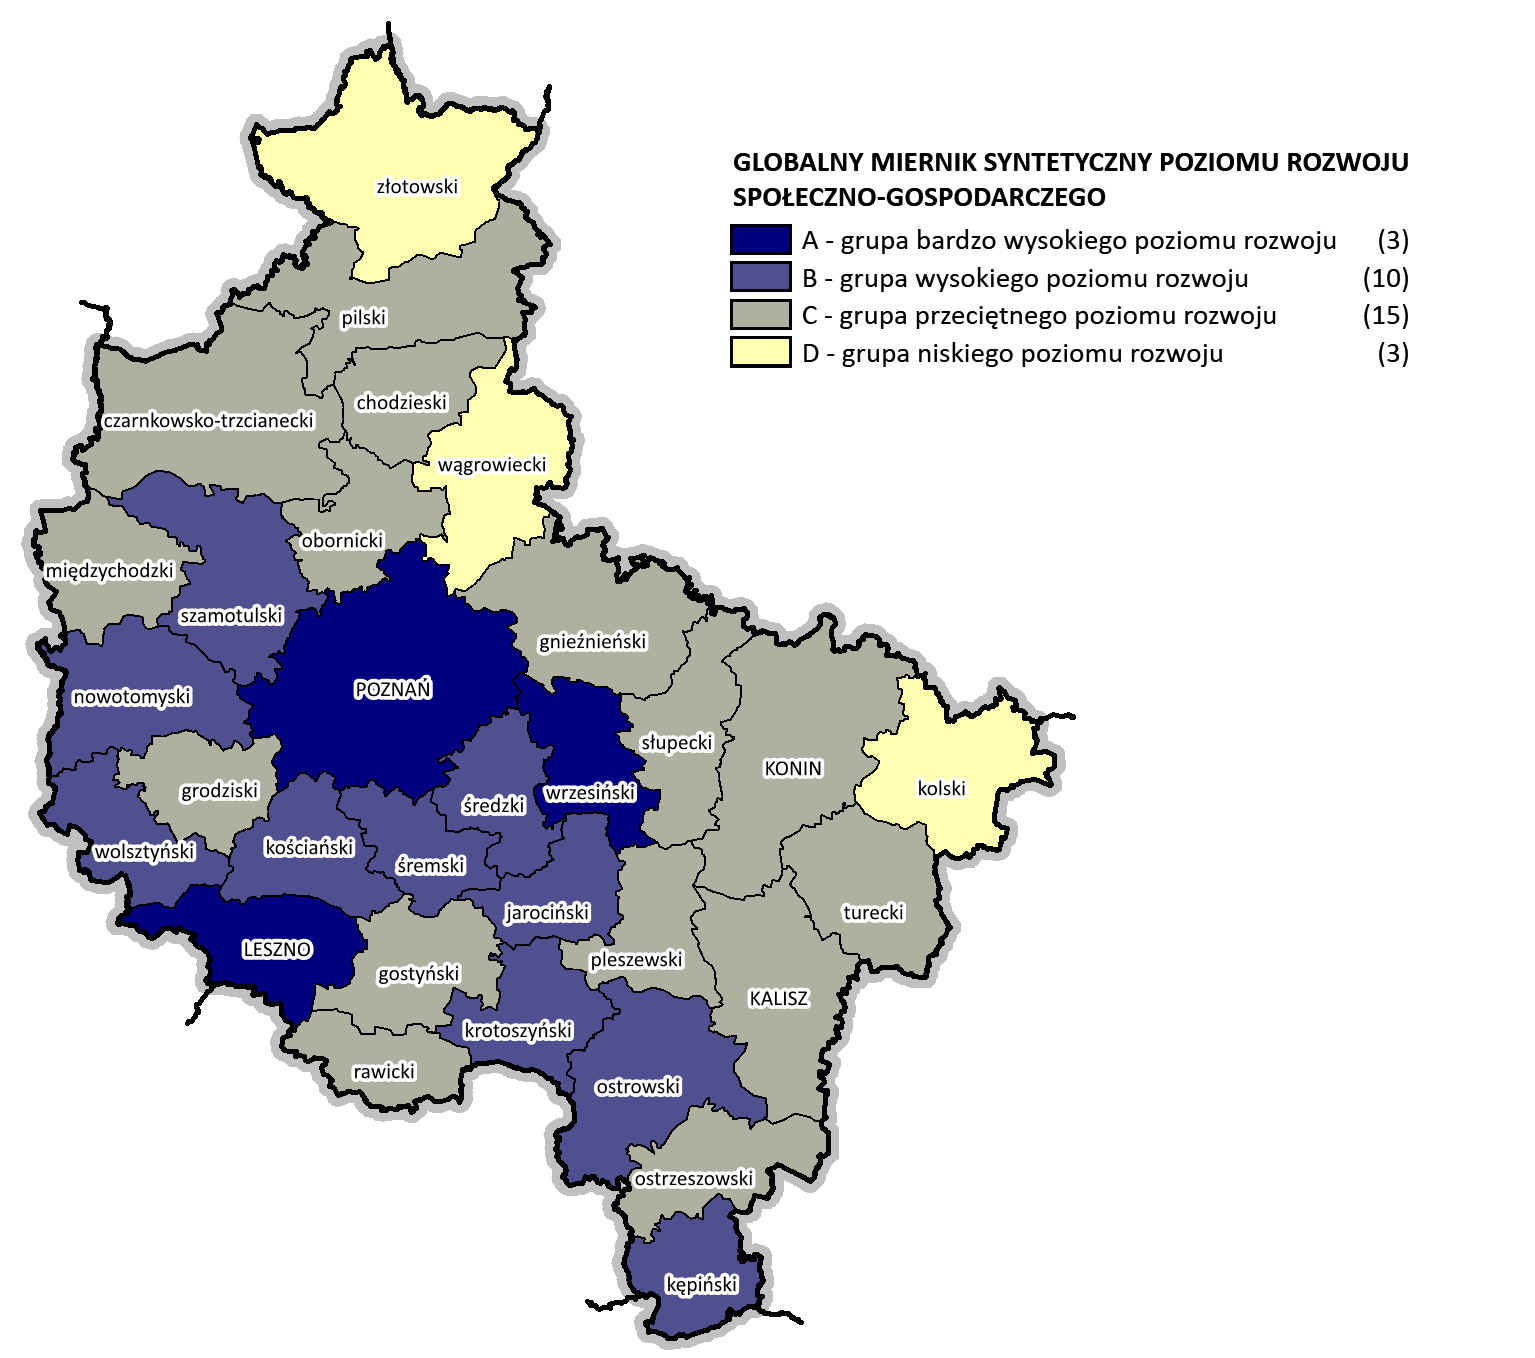 GLOBALNY MIERNIK SYNTETYCZNY POZIOMU ROZWOJU
SPOŁECZNO-GOSPODARCZEGO
A - grupa bardzo wysokiego poziomu rozwoju (3)
B - grupa wysokiego poziomu rozwoju (10)
C - grupa przeciętnego poziomu rozwoju (15)
D - grupa niskiego poziomu rozwoju (3)
złotowski
pilski
chodzieski
czarnkowsko-trzcianecki
wągrowiecki
obornicki
międzychodzki
szamotulski
gnieźnieński
POZNAŃ
nowotomyski
słupecki
KONIN
grodziski
kolski
wrzesiński
średzki
kościański
wolsztyński
śremski
jarociński
turecki
LESZNO
pleszewski
gostyński
KALISZ
krotoszyński
rawicki
ostrowski
ostrzeszowski
kępiński